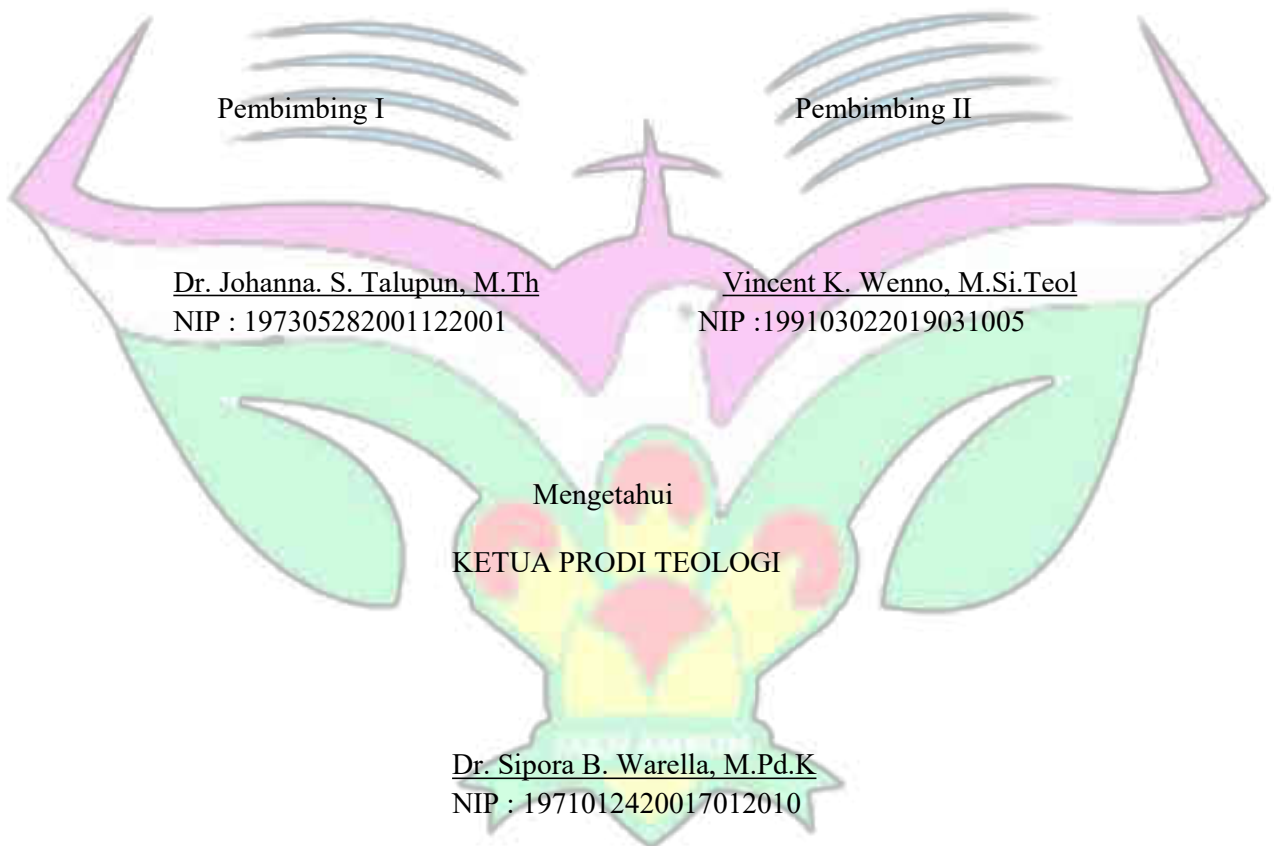 Pembimbing I
Pembimbing II
Dr. Johanna. S. Talupun, M.Th
NIP : 197305282001122001
Vincent K. Wenno, M.Si.Teol
NIP :199103022019031005
Mengetahui
KETUA PRODI TEOLOGI
Dr. Sipora B. Warella, M.Pd.K
NIP : 1971012420017012010